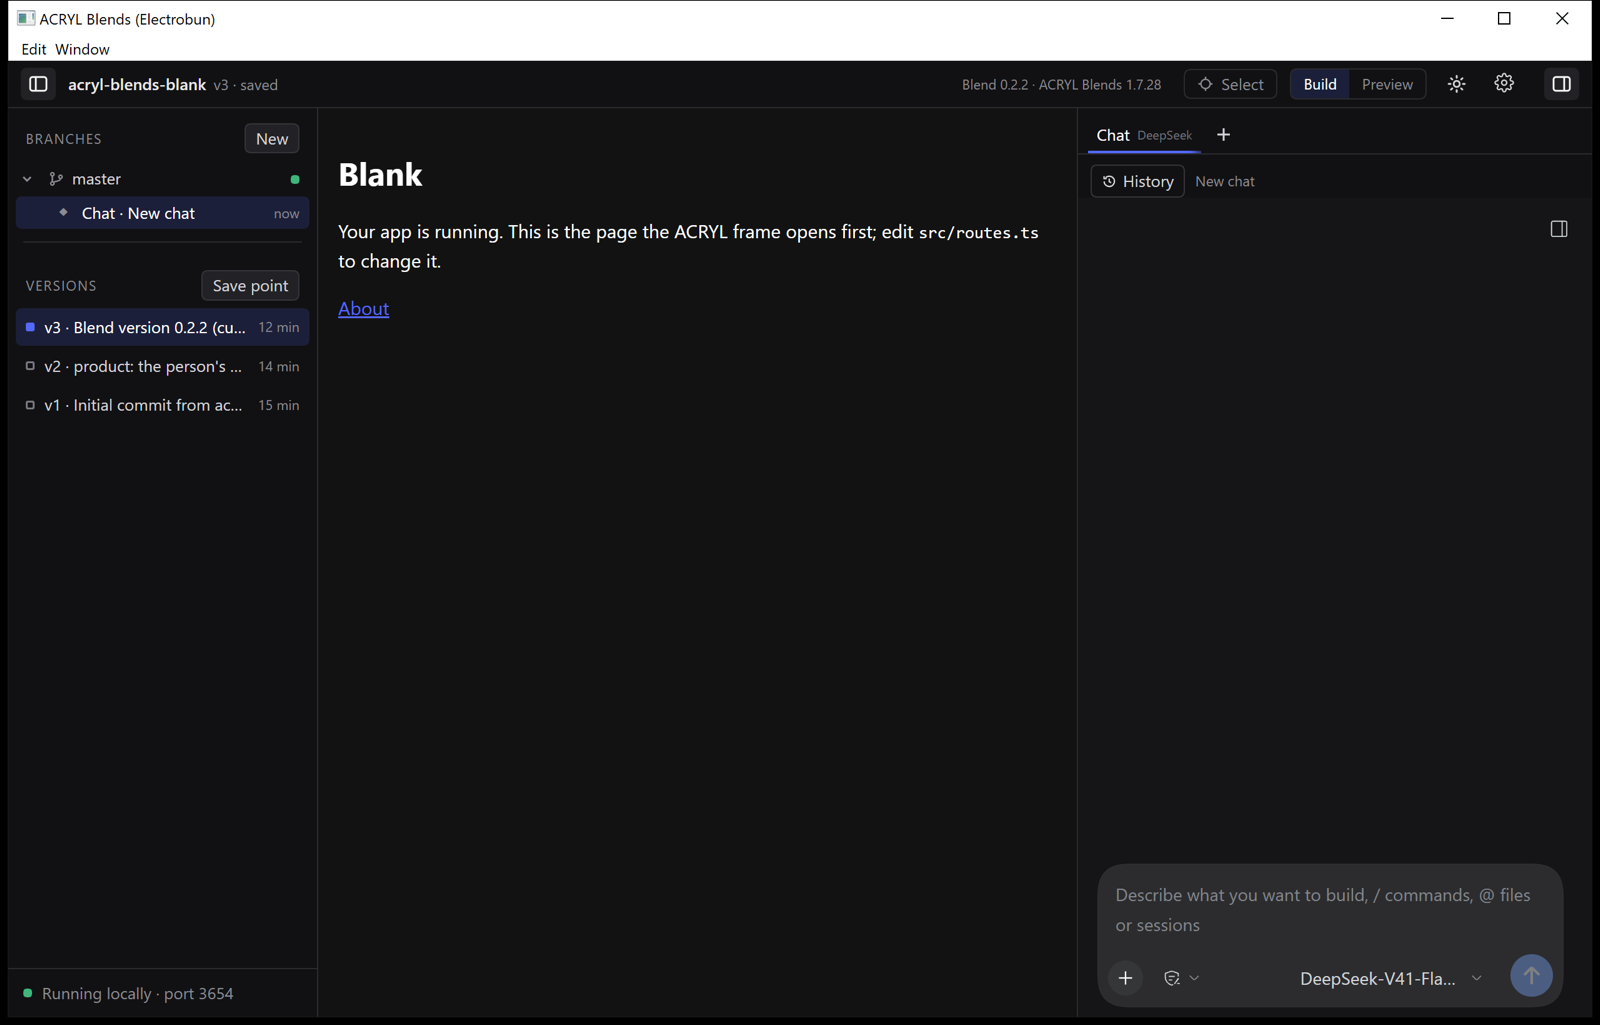 ACRYL Blends (Electrobun)
Edit Window
acryl-blends-blank v3 · saved
Blend 0.2.2 · ACRYL Blends 1.7.28
Select
Build
Preview
BRANCHES
New
master
Chat · New chat now
VERSIONS
Save point
v3 · Blend version 0.2.2 (cu... 12 min
v2 · product: the person's ... 14 min
v1 · Initial commit from ac... 15 min
Running locally · port 3654
Blank
Your app is running. This is the page the ACRYL frame opens first; edit src/routes.ts
to change it.
About
Chat DeepSeek
History New chat
Describe what you want to build, / commands, @ files
or sessions
DeepSeek-V41-Fla...